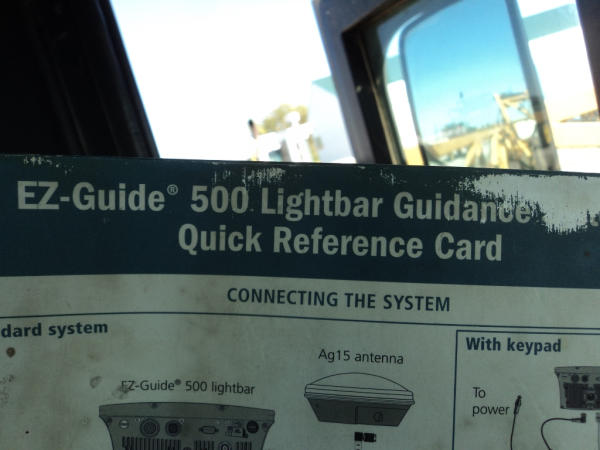 EZ-Guide® 500 Lightbar Guidance
Quick Reference Card
CONNECTING THE SYSTEM
dard system
EZ-Guide® 500 lightbar
Ag15 antenna
With keypad
To
power